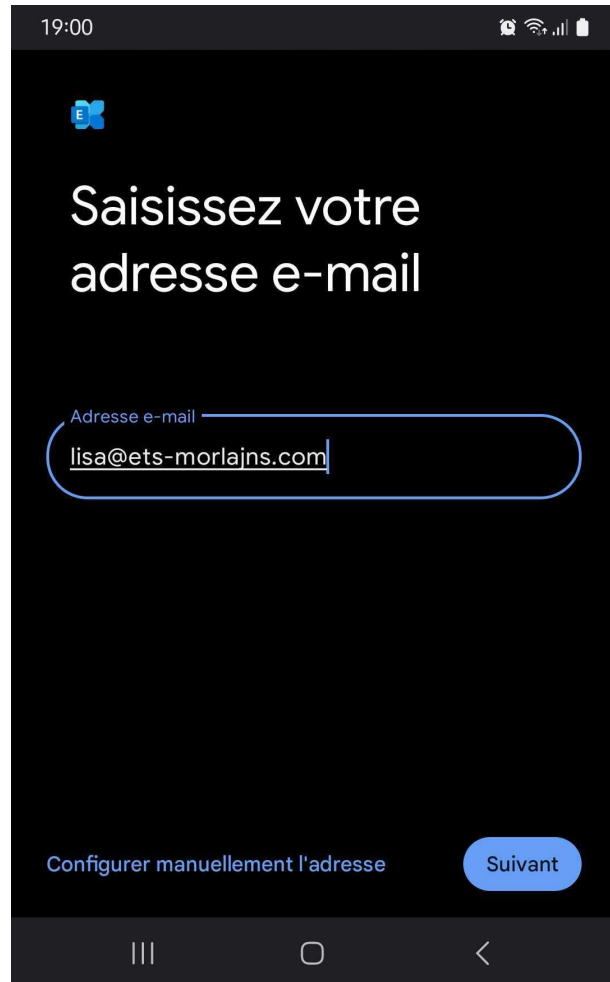 19:00
E
Saisissez votre
adresse e-mail
Adresse e-mail
lisa@ets-morlajns.com
Configurer manuellement l'adresse
Suivant